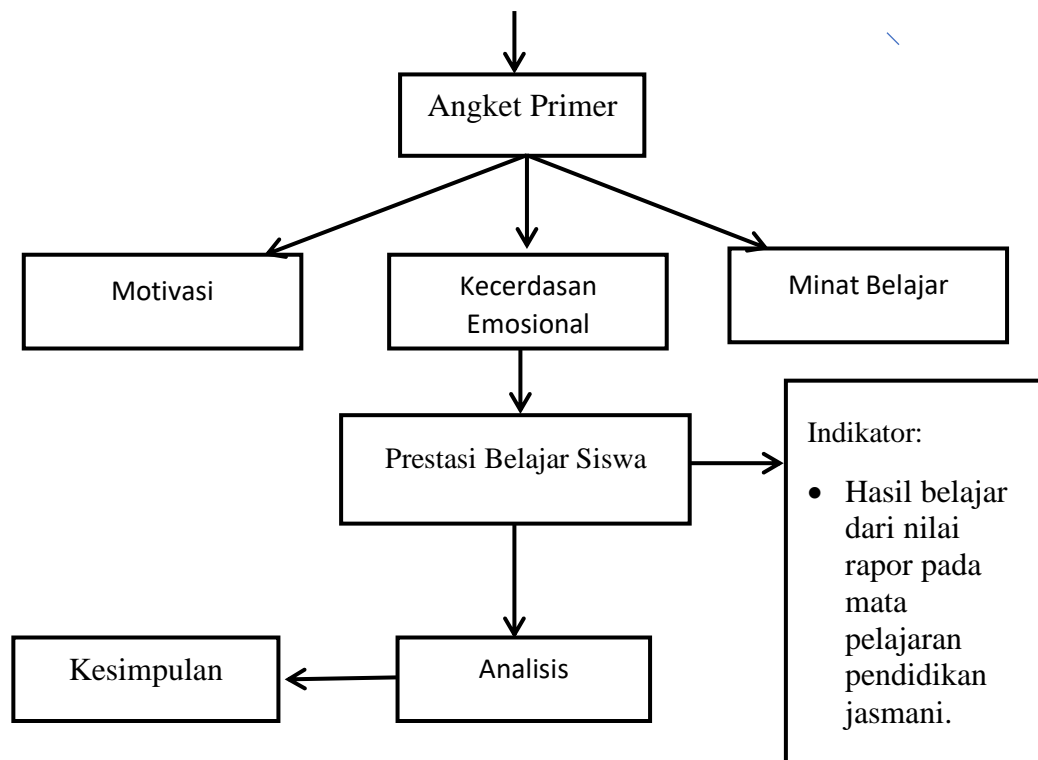 Angket Primer
Motivasi
Kecerdasan
Emosional
Minat Belajar
Prestasi Belajar Siswa
Indikator:
• Hasil belajar
dari nilai
rapor pada
mata
pelajaran
pendidikan
jasmani.
Kesimpulan
Analisis